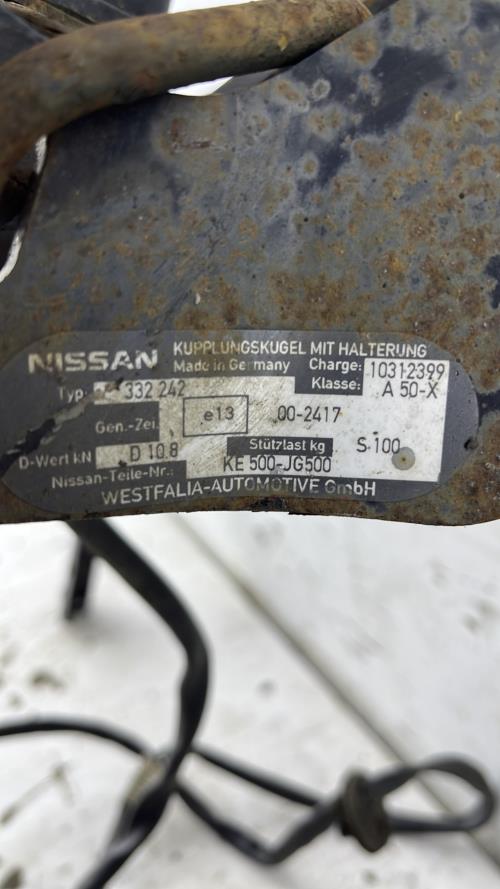 NISSAN KUPPLUNGSKUGEL MIT HALTERUNG
Made in Germany Charge: 10312399
Typ: 332 242 Klasse: A 50-X
Gen.-Zei. e13 00-2417
D-Wert kN D 10.8 Stützlast kg S-100
Nissan-Teile-Nr.: KE 500-JG500
WESTFALIA-AUTOMOTIVE GmbH